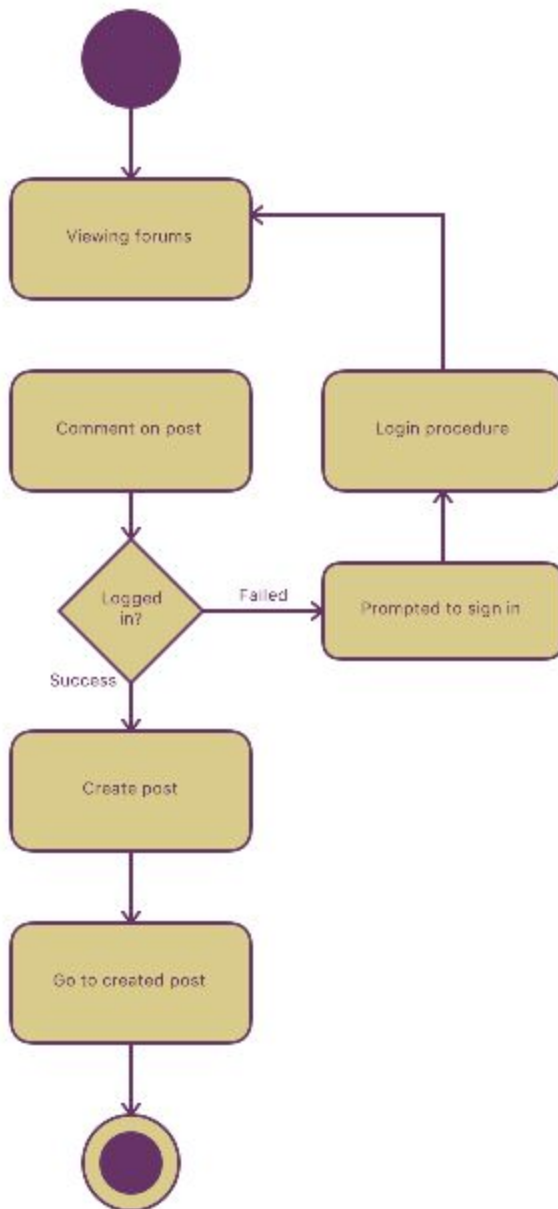 Viewing forums
Comment on post
Login procedure
Logged
in?
Failed
Prompted to sign in
Success
Create post
Go to created post